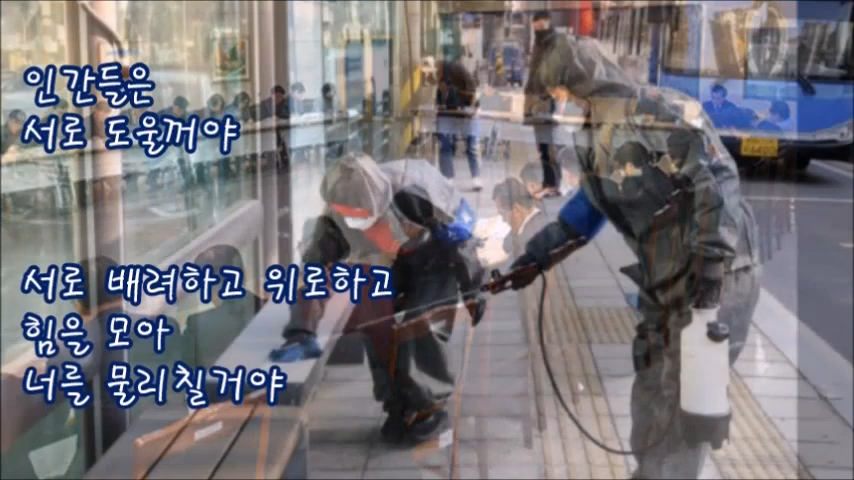 인간들은
서로 도울꺼야
서로 배려하고 위로하고
힘을 모아
너를 물리칠거야